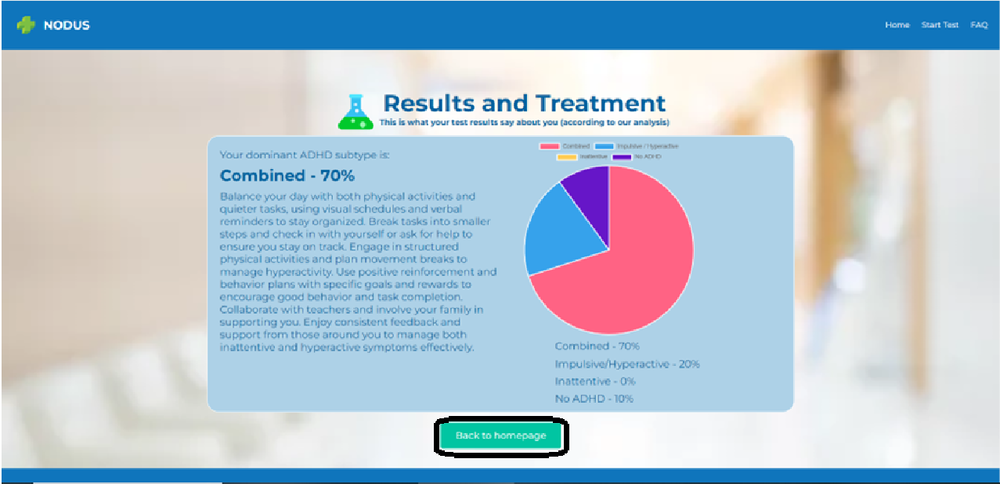 NODUS
Home Start Test FAQ
Results and Treatment
This is what your test results say about you (according to our analysis)
Your dominant ADHD subtype is:
Combined - 70%
Balance your day with both physical activities and
quieter tasks, using visual schedules and verbal
reminders to stay organized. Break tasks into smaller
steps and check in with yourself or ask for help to
ensure you stay on track. Engage in structured
physical activities and plan movement breaks to
manage hyperactivity. Use positive reinforcement and
behavior plans with specific goals and rewards to
encourage good behavior and task completion.
Collaborate with teachers and involve your family in
supporting you. Enjoy consistent feedback and
support from those around you to manage both
inattentive and hyperactive symptoms effectively.
Combined Impulsive / Hyperactive
Inattentive No ADHD
Combined - 70%
Impulsive/Hyperactive - 20%
Inattentive - 0%
No ADHD - 10%
Back to homepage